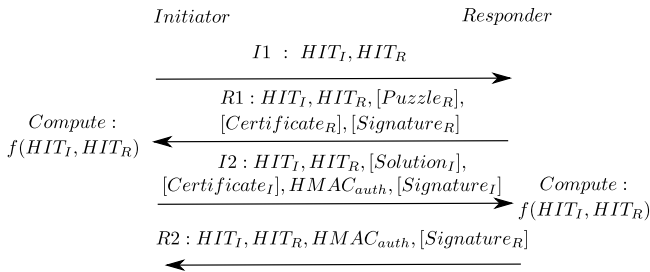 Initiator Responder
I1 : HIT_I, HIT_R
R1 : HIT_I, HIT_R, [Puzzle_R],
[Certificate_R], [Signature_R]
Compute :
f(HIT_I, HIT_R)
I2 : HIT_I, HIT_R, [Solution_I],
[Certificate_I], HMAC_auth, [Signature_I]
Compute :
f(HIT_I, HIT_R)
R2 : HIT_I, HIT_R, HMAC_auth, [Signature_R]